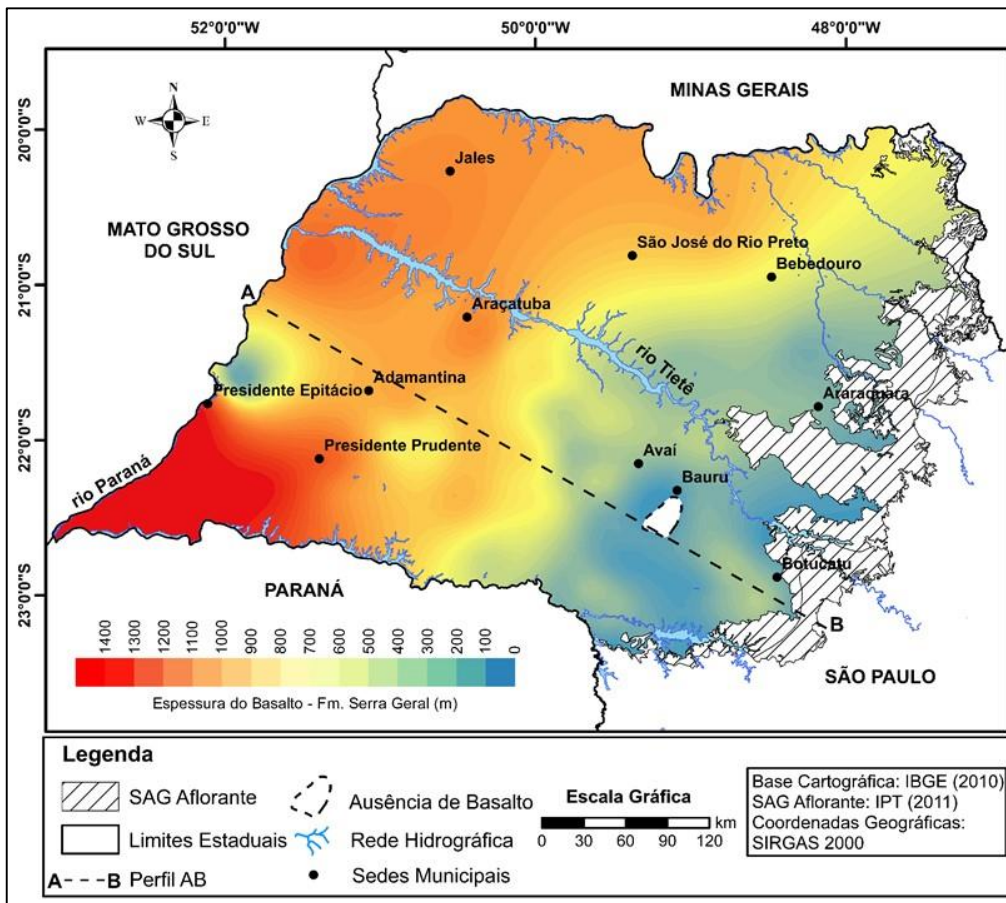 52°0'0"W
50°0'0"W
48°0'0"W
N
W
E
S
MINAS GERAIS
20°0'0"S
Jales
MATO GROSSO
DO SUL
São José do Rio Preto
Bebedouro
21°0'0"S
A
Araçatuba
rio Tietê
Presidente Epitácio
Adamantina
Araraquara
22°0'0"S
Presidente Prudente
Avaí
Bauru
rio Paraná
Botucatu
23°0'0"S
PARANÁ
B
SÃO PAULO
1400 1300 1200 1100 1000 900 800 700 600 500 400 300 200 100 0
Espessura do Basalto - Fm. Serra Geral (m)
Legenda
SAG Aflorante
Limites Estaduais
A B Perfil AB
Ausência de Basalto
Rede Hidrográfica
Sedes Municipais
Escala Gráfica
km
0 30 60 90 120
Base Cartográfica: IBGE (2010)
SAG Aflorante: IPT (2011)
Coordenadas Geográficas:
SIRGAS 2000